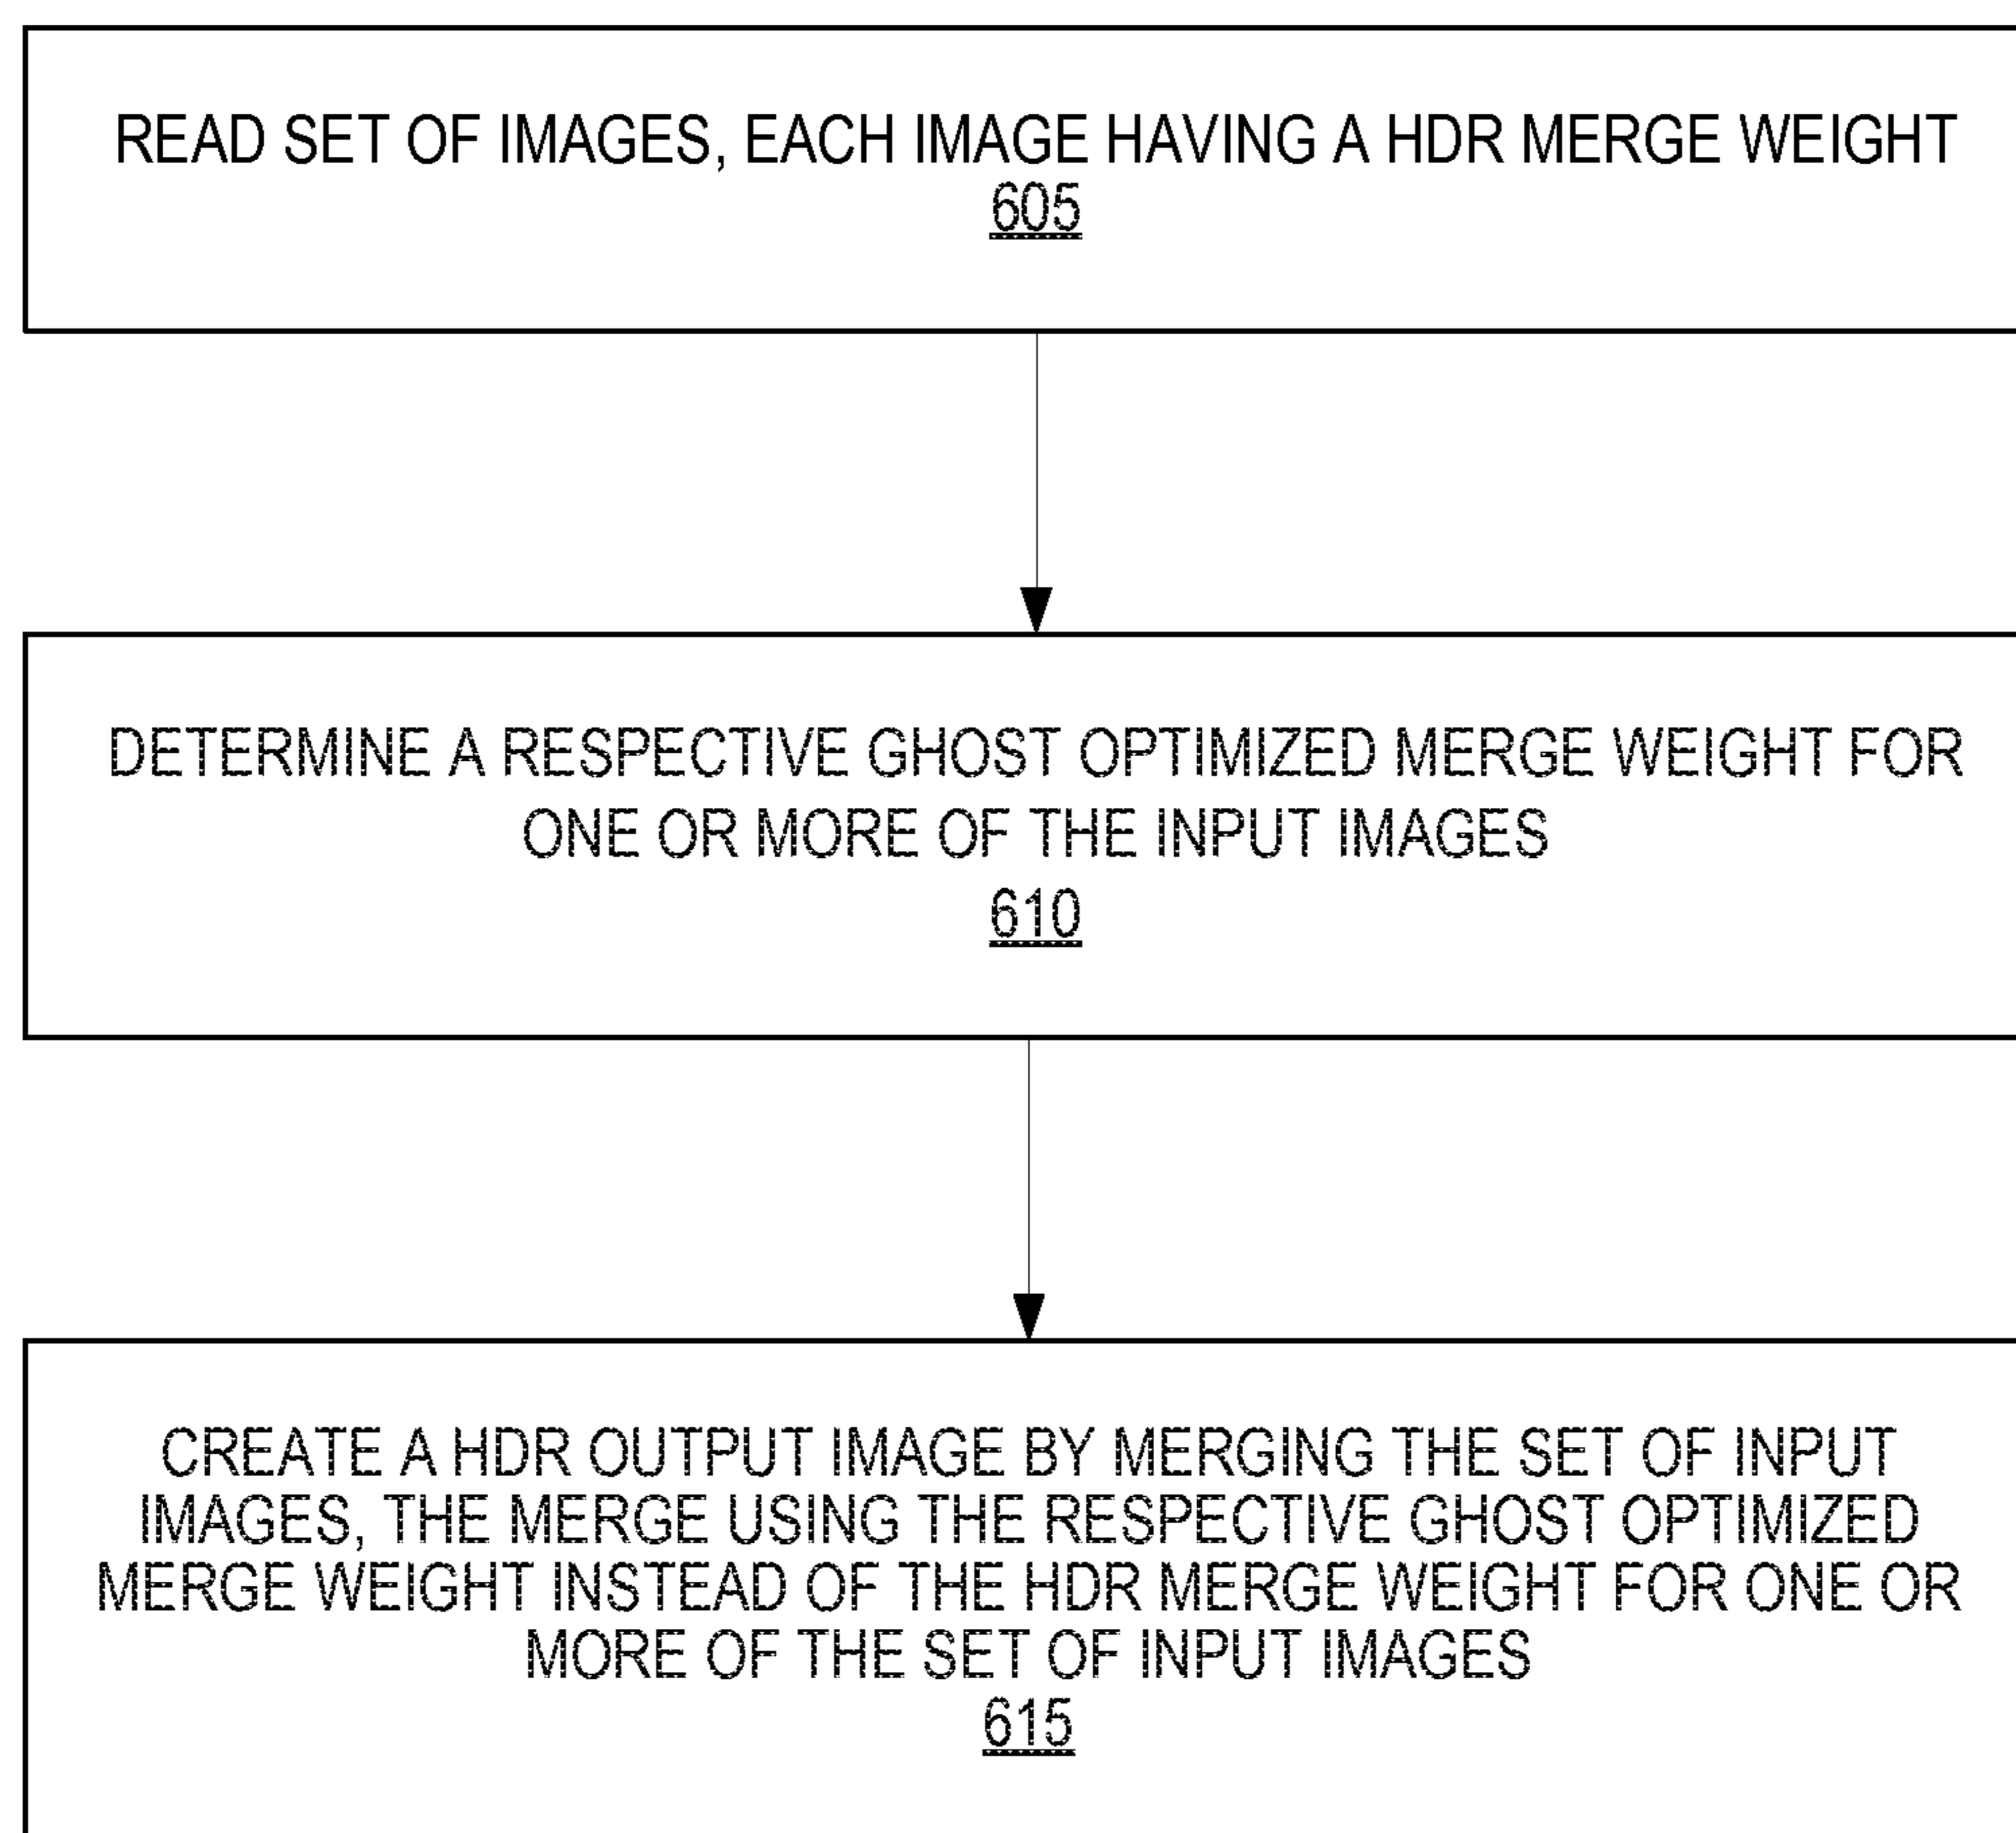 READ SET OF IMAGES, EACH IMAGE HAVING A HDR MERGE WEIGHT
605
DETERMINE A RESPECTIVE GHOST OPTIMIZED MERGE WEIGHT FOR
ONE OR MORE OF THE INPUT IMAGES
610
CREATE A HDR OUTPUT IMAGE BY MERGING THE SET OF INPUT
IMAGES, THE MERGE USING THE RESPECTIVE GHOST OPTIMIZED
MERGE WEIGHT INSTEAD OF THE HDR MERGE WEIGHT FOR ONE OR
MORE OF THE SET OF INPUT IMAGES
615